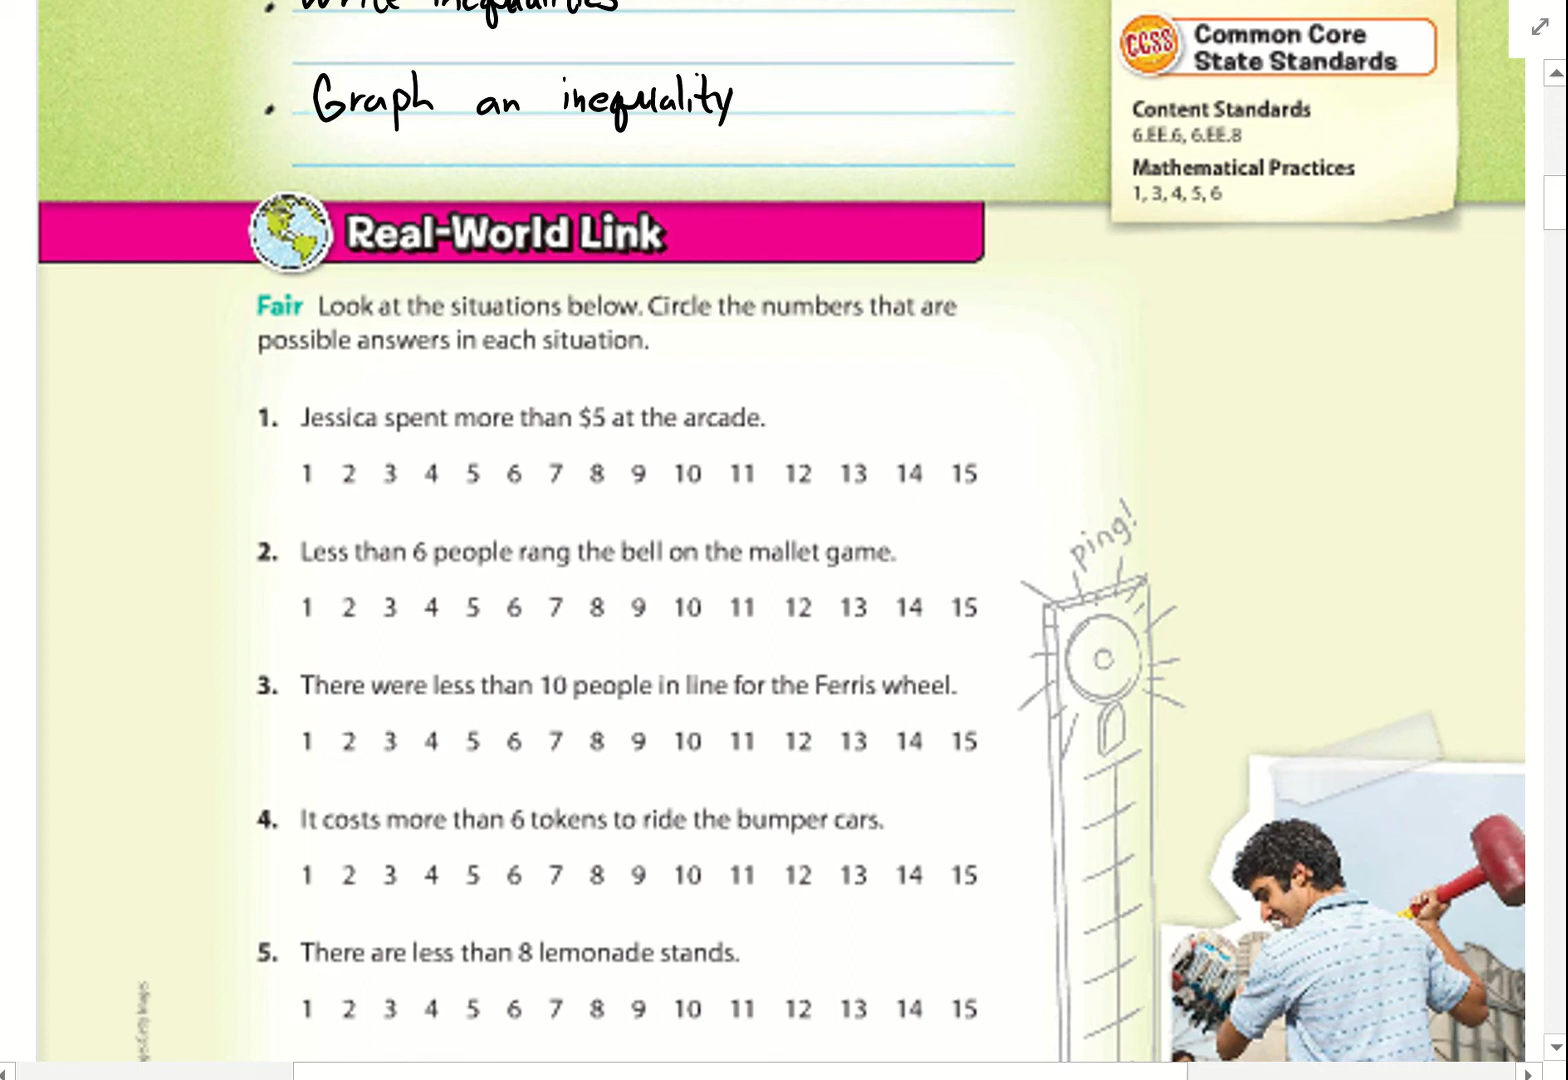 • Write inequalities
• Graph an inequality
CCSS
Common Core
State Standards
Content Standards
6.EE.6, 6.EE.8
Mathematical Practices
1, 3, 4, 5, 6
Real-World Link
Fair Look at the situations below. Circle the numbers that are
possible answers in each situation.
1. Jessica spent more than $5 at the arcade.
1 2 3 4 5 6 7 8 9 10 11 12 13 14 15
2. Less than 6 people rang the bell on the mallet game.
1 2 3 4 5 6 7 8 9 10 11 12 13 14 15
ping!
3. There were less than 10 people in line for the Ferris wheel.
1 2 3 4 5 6 7 8 9 10 11 12 13 14 15
4. It costs more than 6 tokens to ride the bumper cars.
1 2 3 4 5 6 7 8 9 10 11 12 13 14 15
5. There are less than 8 lemonade stands.
1 2 3 4 5 6 7 8 9 10 11 12 13 14 15